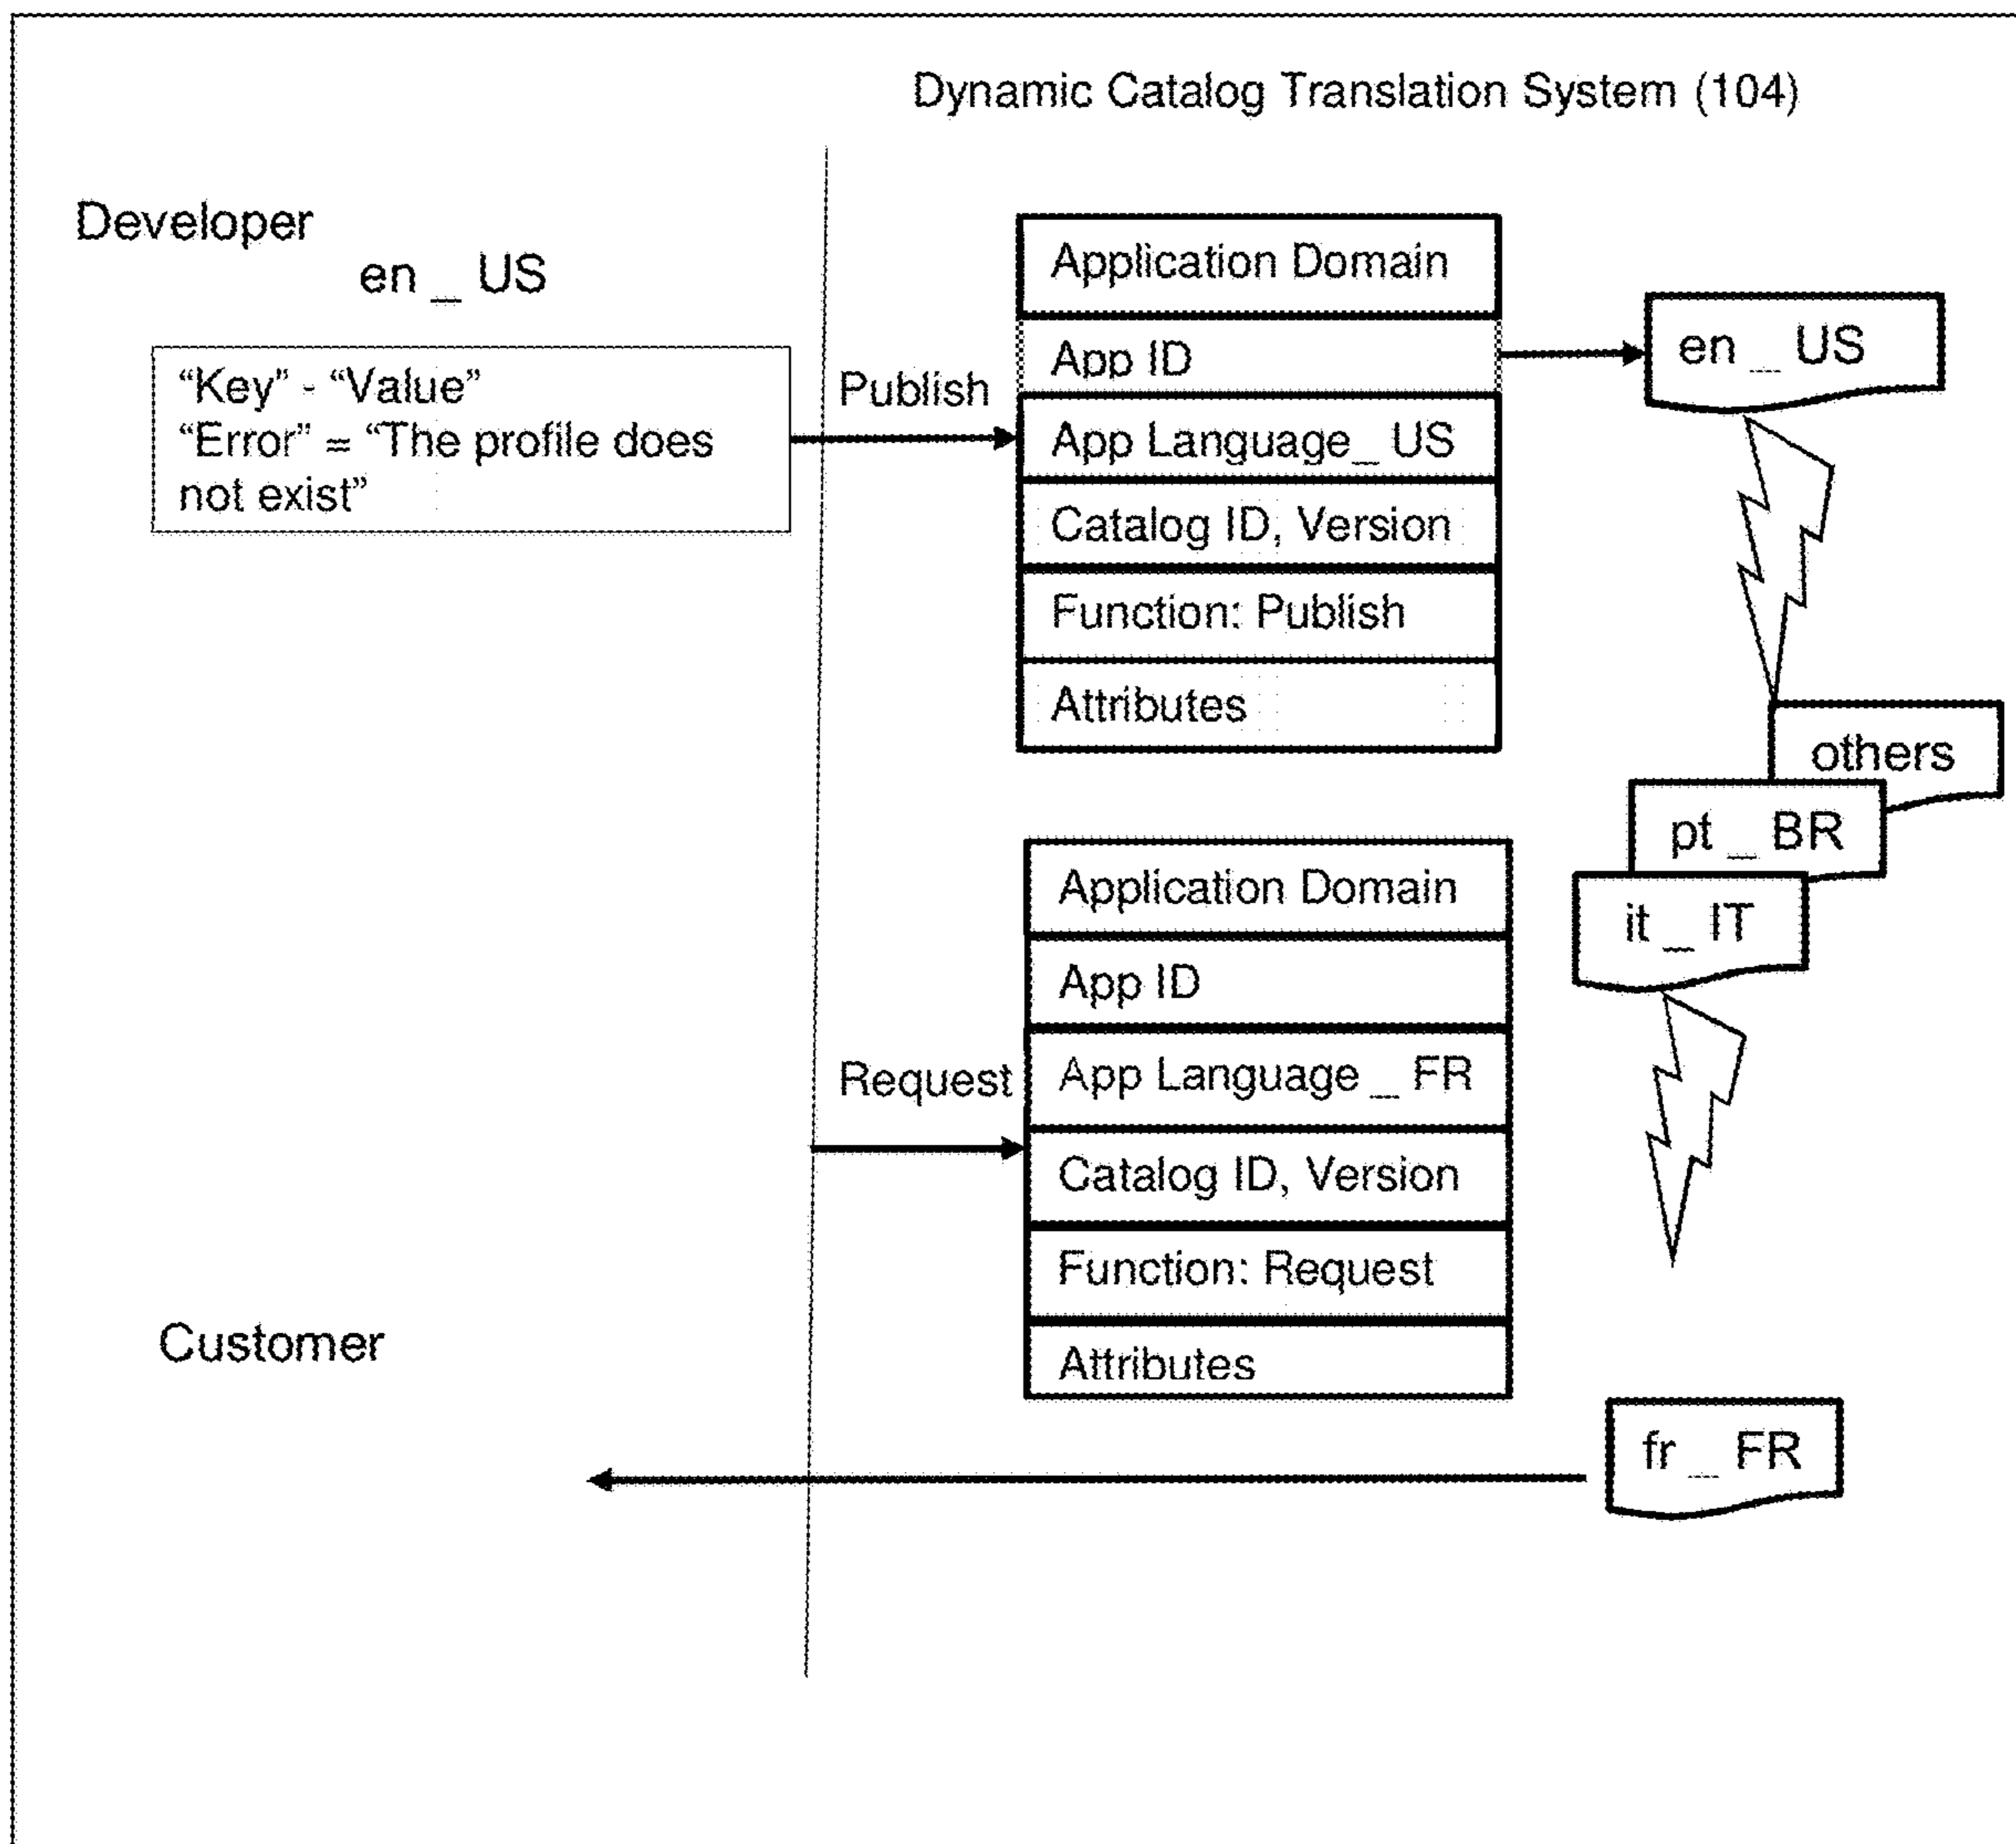 Dynamic Catalog Translation System (104)
Developer
en _ US
“Key” - “Value”
“Error” = “The profile does
not exist”
Publish
Application Domain
App ID
App Language_ US
Catalog ID, Version
Function: Publish
Attributes
en _ US
others
pt _ BR
it _ IT
Request
Application Domain
App ID
App Language _ FR
Catalog ID, Version
Function: Request
Attributes
Customer
fr _ FR